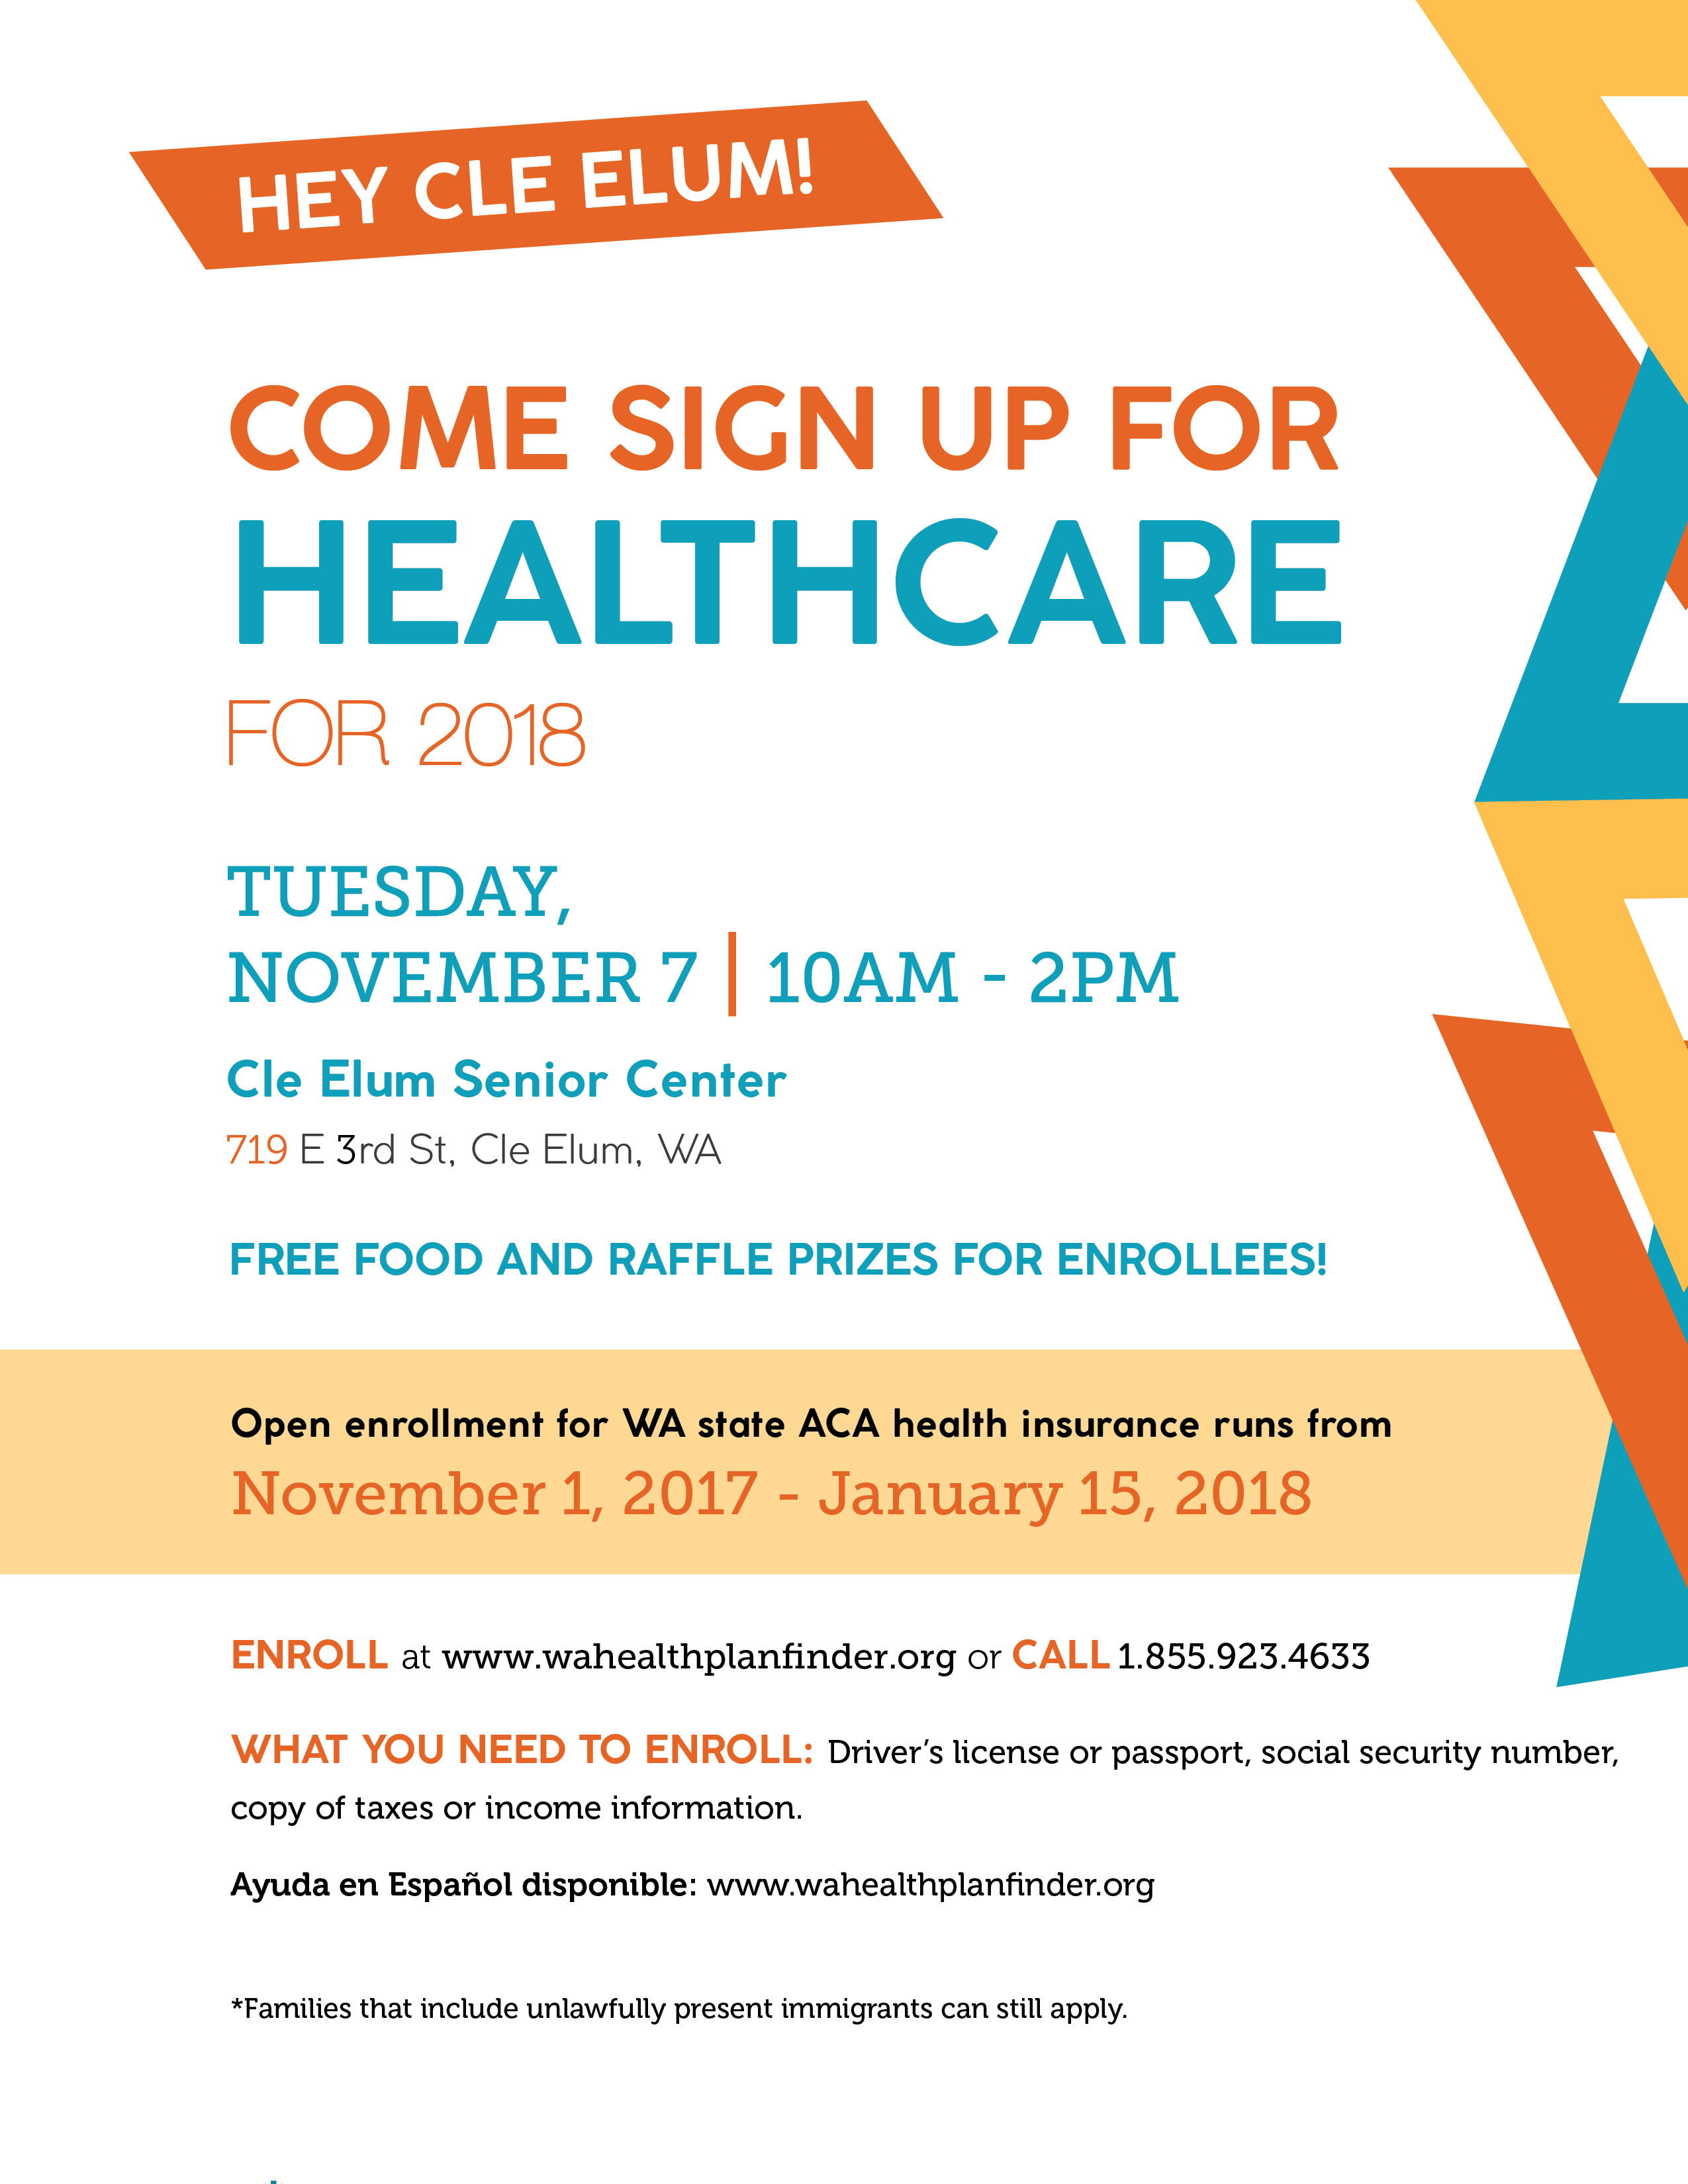 HEY CLE ELUM!
COME SIGN UP FOR
HEALTHCARE
FOR 2018
TUESDAY,
NOVEMBER 7 | 10AM - 2PM
Cle Elum Senior Center
719 E 3rd St, Cle Elum, WA
FREE FOOD AND RAFFLE PRIZES FOR ENROLLEES!
Open enrollment for WA state ACA health insurance runs from
November 1, 2017 - January 15, 2018
ENROLL at www.wahealthplanfinder.org or CALL 1.855.923.4633
WHAT YOU NEED TO ENROLL: Driver’s license or passport, social security number,
copy of taxes or income information.
Ayuda en Español disponible: www.wahealthplanfinder.org
*Families that include unlawfully present immigrants can still apply.